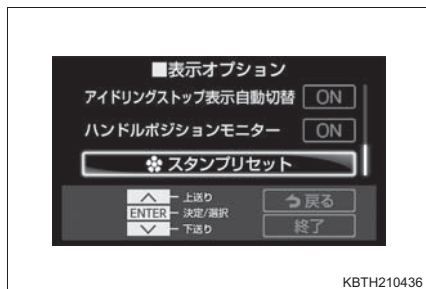 ■表示オプション
アイドリングストップ表示自動切替 ON
ハンドルポジションモニター ON
スタンプリセット
上送り
戻る
ENTER 決定/選択
下送り
終了
KBTH210436